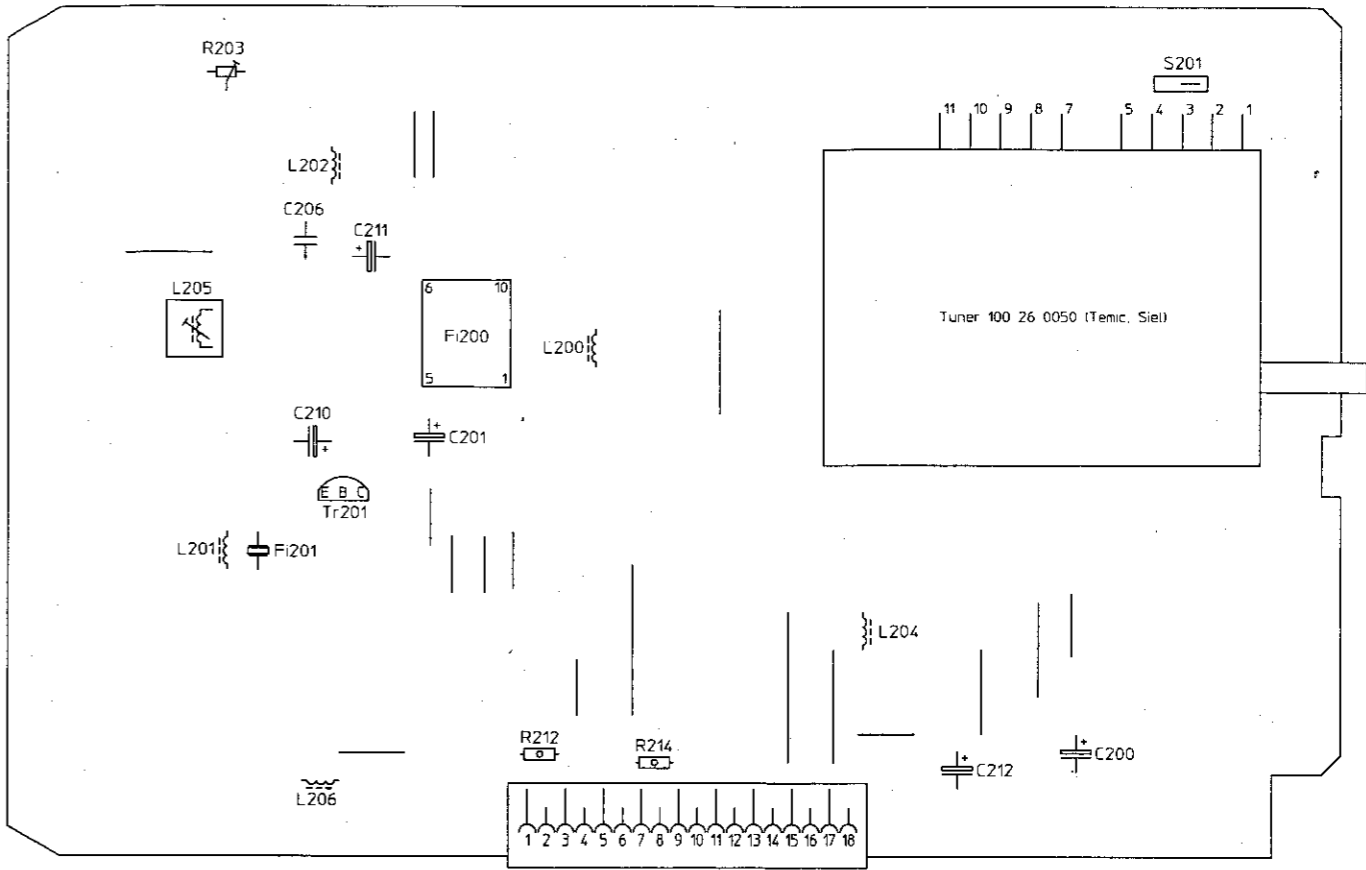 R203
S201
11 10 9 8 7 5 4 3 2 1
L202
C206
C211
+
L205
6 10
Fi200
5 1
L200
Tuner 100 26 0050 (Temic, Siel)
C210
+
+
C201
E B C
Tr201
L201
Fi201
L204
R212
R214
+
C212
+
C200
L206
1 2 3 4 5 6 7 8 9 10 11 12 13 14 15 16 17 18